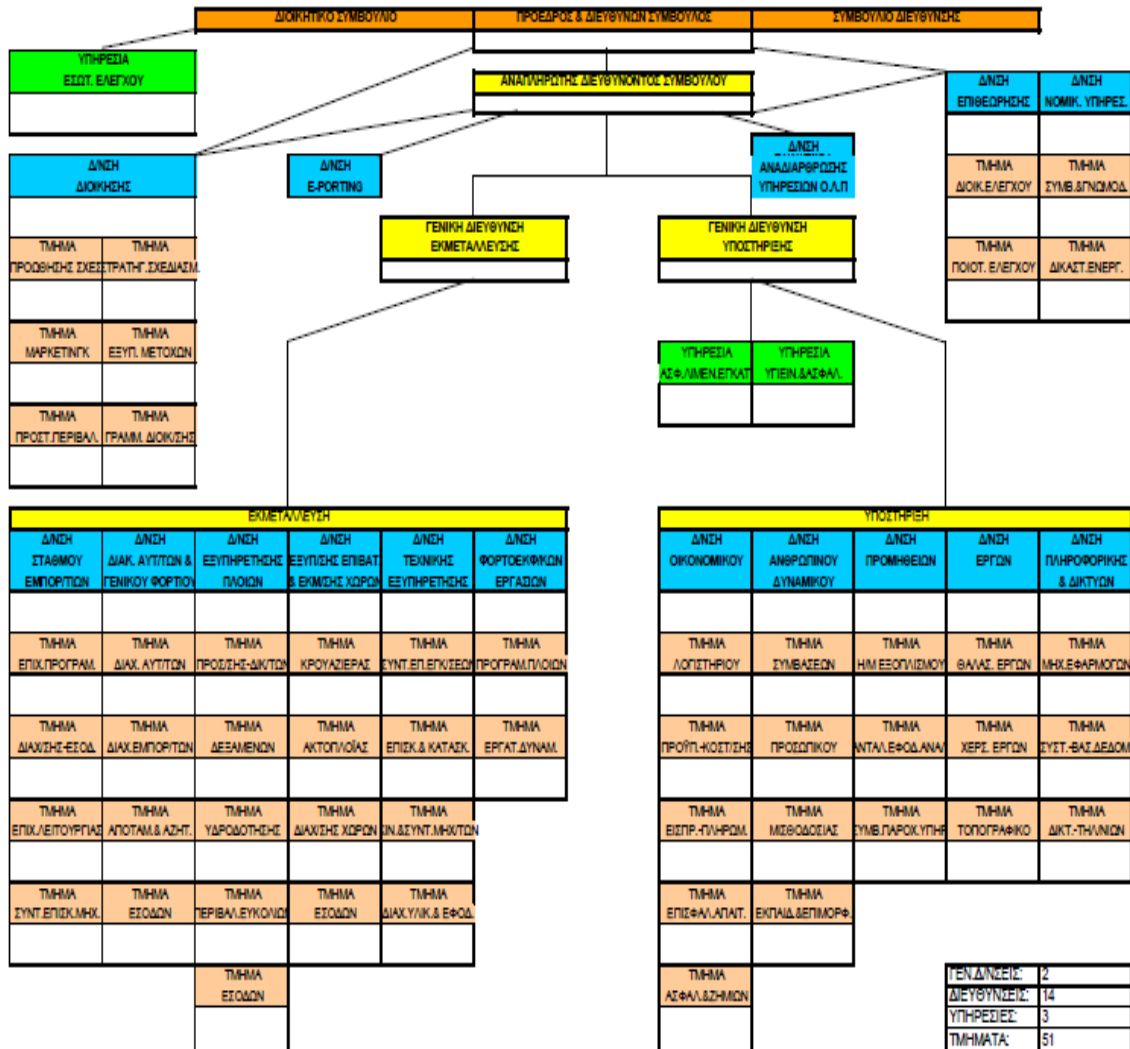 ΔΙΟΙΚΗΤΙΚΟ ΣΥΜΒΟΥΛΙΟ
ΠΡΟΕΔΡΟΣ & ΔΙΕΥΘΥΝΩΝ ΣΥΜΒΟΥΛΟΣ
ΣΥΜΒΟΥΛΙΟ ΔΙΕΥΘΥΝΣΗΣ
ΥΠΗΡΕΣΙΑ
ΕΣΩΤ. ΕΛΕΓΧΟΥ
ΑΝΑΠΛΗΡΩΤΗΣ ΔΙΕΥΘΥΝΟΝΤΟΣ ΣΥΜΒΟΥΛΟΥ
Δ/ΝΣΗ
ΕΠΙΘΕΩΡΗΣΗΣ
Δ/ΝΣΗ
ΝΟΜΙΚ. ΥΠΗΡΕΣ.
ΤΜΗΜΑ
ΔΙΟΙΚ.ΕΛΕΓΧΟΥ
ΤΜΗΜΑ
ΣΥΜΒ.&ΓΝΩΜΟΔ.
ΤΜΗΜΑ
ΠΟΙΟΤ. ΕΛΕΓΧΟΥ
ΤΜΗΜΑ
ΔΙΚΑΣΤ.ΕΝΕΡΓ.
Δ/ΝΣΗ
ΔΙΟΙΚΗΣΗΣ
Δ/ΝΣΗ
E-PORTING
Δ/ΝΣΗ
ΑΝΑΔΙΑΡΘΡΩΣΗΣ
ΥΠΗΡΕΣΙΩΝ Ο.Λ.Π
ΓΕΝΙΚΗ ΔΙΕΥΘΥΝΣΗ
ΕΚΜΕΤΑΛΛΕΥΣΗΣ
ΓΕΝΙΚΗ ΔΙΕΥΘΥΝΣΗ
ΥΠΟΣΤΗΡΙΞΗΣ
ΤΜΗΜΑ
ΠΡΟΩΘΗΣΗΣ ΣΧΕΣ
ΤΜΗΜΑ
ΣΤΡΑΤΗΓ.ΣΧΕΔΙΑΣΜ.
ΤΜΗΜΑ
ΜΑΡΚΕΤΙΝΓΚ
ΤΜΗΜΑ
ΕΞΥΠ. ΜΕΤΟΧΩΝ
ΤΜΗΜΑ
ΠΡΟΣΤ.ΠΕΡΙΒΑΛ.
ΤΜΗΜΑ
ΓΡΑΜΜ. ΔΙΟΙΚ/ΣΗΣ
ΥΠΗΡΕΣΙΑ
ΑΣΦ.ΛΙΜΕΝ.ΕΓΚΑΤ
ΥΠΗΡΕΣΙΑ
ΥΓΙΕΙΝ.&ΑΣΦΑΛ.
ΕΚΜΕΤΑΛΛΕΥΣΗ
Δ/ΝΣΗ
ΣΤΑΘΜΟΥ
ΕΜΠΟΡ/ΤΙΩΝ
Δ/ΝΣΗ
ΔΙΑΚ. ΑΥΤ/ΤΩΝ &
ΓΕΝΙΚΟΥ ΦΟΡΤΙΟΥ
Δ/ΝΣΗ
ΕΞΥΠΗΡΕΤΗΣΗΣ
ΠΛΟΙΩΝ
Δ/ΝΣΗ
ΕΞΥΠ/ΣΗΣ ΕΠΙΒΑΤ.
& ΕΚΜ/ΣΗΣ ΧΩΡΩΝ
Δ/ΝΣΗ
ΤΕΧΝΙΚΗΣ
ΕΞΥΠΗΡΕΤΗΣΗΣ
Δ/ΝΣΗ
ΦΟΡΤΟΕΚΦ/ΚΩΝ
ΕΡΓΑΣΙΩΝ
ΤΜΗΜΑ
ΕΠΙΧ.ΠΡΟΓΡΑΜ.
ΤΜΗΜΑ
ΔΙΑΧ. ΑΥΤ/ΤΩΝ
ΤΜΗΜΑ
ΠΡΟΣ/ΣΗΣ-ΔΙΚ/ΤΩΝ
ΤΜΗΜΑ
ΚΡΟΥΑΖΙΕΡΑΣ
ΤΜΗΜΑ
ΣΥΝΤ.ΕΠ.ΕΓΚ/ΣΕΩΝ
ΤΜΗΜΑ
ΠΡΟΓΡΑΜ.ΠΛΟΙΩΝ
ΤΜΗΜΑ
ΔΙΑΧ/ΣΗΣ-ΕΣΟΔ.
ΤΜΗΜΑ
ΔΙΑΧ.ΕΜΠΟΡ/ΤΩΝ
ΤΜΗΜΑ
ΔΕΞΑΜΕΝΩΝ
ΤΜΗΜΑ
ΑΚΤΟΠΛΟΪΑΣ
ΤΜΗΜΑ
ΕΠΙΣΚ.& ΚΑΤΑΣΚ.
ΤΜΗΜΑ
ΕΡΓΑΤ.ΔΥΝΑΜ.
ΤΜΗΜΑ
ΕΠΙΧ.ΛΕΙΤΟΥΡΓΙΑΣ
ΤΜΗΜΑ
ΑΠΟΤΑΜ.& ΑΖΗΤ.
ΤΜΗΜΑ
ΥΔΡΟΔΟΤΗΣΗΣ
ΤΜΗΜΑ
ΔΙΑΧ/ΣΗΣ ΧΩΡΩΝ
ΤΜΗΜΑ
ΚΙΝ.&ΣΥΝΤ.ΜΗΧ/ΤΩΝ
ΤΜΗΜΑ
ΣΥΝΤ.ΕΠΙΣΚ.ΜΗΧ.
ΤΜΗΜΑ
ΕΣΟΔΩΝ
ΤΜΗΜΑ
ΠΕΡΙΒΑΛ.ΕΥΚΟΛΙΩΝ
ΤΜΗΜΑ
ΕΣΟΔΩΝ
ΤΜΗΜΑ
ΔΙΑΧ.ΥΛΙΚ.& ΕΦΟΔ.
ΤΜΗΜΑ
ΕΣΟΔΩΝ
ΥΠΟΣΤΗΡΙΞΗ
Δ/ΝΣΗ
ΟΙΚΟΝΟΜΙΚΟΥ
Δ/ΝΣΗ
ΑΝΘΡΩΠΙΝΟΥ
ΔΥΝΑΜΙΚΟΥ
Δ/ΝΣΗ
ΠΡΟΜΗΘΕΙΩΝ
Δ/ΝΣΗ
ΕΡΓΩΝ
Δ/ΝΣΗ
ΠΛΗΡΟΦΟΡΙΚΗΣ
& ΔΙΚΤΥΩΝ
ΤΜΗΜΑ
ΛΟΓΙΣΤΗΡΙΟΥ
ΤΜΗΜΑ
ΣΥΜΒΑΣΕΩΝ
ΤΜΗΜΑ
Η/Μ ΕΞΟΠΛΙΣΜΟΥ
ΤΜΗΜΑ
ΘΑΛΑΣ. ΕΡΓΩΝ
ΤΜΗΜΑ
ΜΗΧ.ΕΦΑΡΜΟΓΩΝ
ΤΜΗΜΑ
ΠΡΟΫΠ.-ΚΟΣΤ/ΣΗΣ
ΤΜΗΜΑ
ΠΡΟΣΩΠΙΚΟΥ
ΤΜΗΜΑ
ΑΝΤΑΛ.ΕΦΟΔ.ΑΝΑΛ
ΤΜΗΜΑ
ΧΕΡΣ. ΕΡΓΩΝ
ΤΜΗΜΑ
ΣΥΣΤ.-ΒΑΣ.ΔΕΔΟΜ.
ΤΜΗΜΑ
ΕΙΣΠΡ.-ΠΛΗΡΩΜ.
ΤΜΗΜΑ
ΜΙΣΘΟΔΟΣΙΑΣ
ΤΜΗΜΑ
ΣΥΜΒ.ΠΑΡΟΧ.ΥΠΗΡ
ΤΜΗΜΑ
ΤΟΠΟΓΡΑΦΙΚΟ
ΤΜΗΜΑ
ΔΙΚΤ.-ΤΗΛ/ΝΙΩΝ
ΤΜΗΜΑ
ΕΠΙΣΦΑΛ.ΑΠΑΙΤ.
ΤΜΗΜΑ
ΕΚΠΑΙΔ.&ΕΠΙΜΟΡΦ.
ΤΜΗΜΑ
ΑΣΦΑΛ.&ΖΗΜΙΩΝ
ΓΕΝ.Δ/ΝΣΕΙΣ: 2
ΔΙΕΥΘΥΝΣΕΙΣ: 14
ΥΠΗΡΕΣΙΕΣ: 3
ΤΜΗΜΑΤΑ: 51